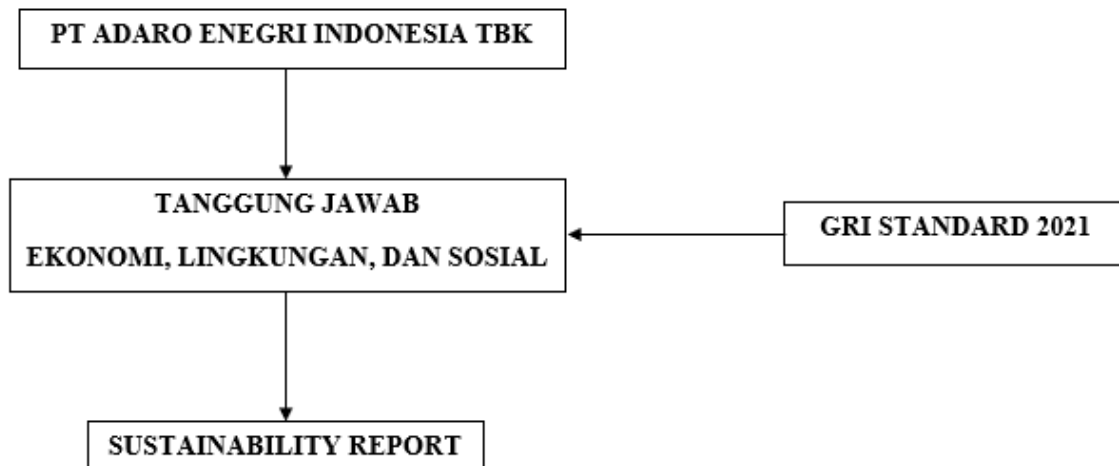 PT ADARO ENEGRI INDONESIA TBK
TANGGUNG JAWAB
EKONOMI, LINGKUNGAN, DAN SOSIAL
GRI STANDARD 2021
SUSTAINABILITY REPORT